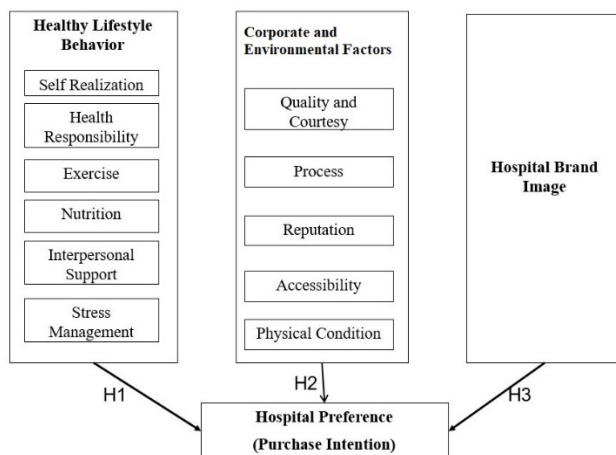 Healthy Lifestyle
Behavior
Self Realization
Health
Responsibility
Exercise
Nutrition
Interpersonal
Support
Stress
Management
Corporate and
Environmental Factors
Quality and
Courtesy
Process
Reputation
Accessibility
Physical Condition
Hospital Brand
Image
H1
H2
H3
Hospital Preference
(Purchase Intention)